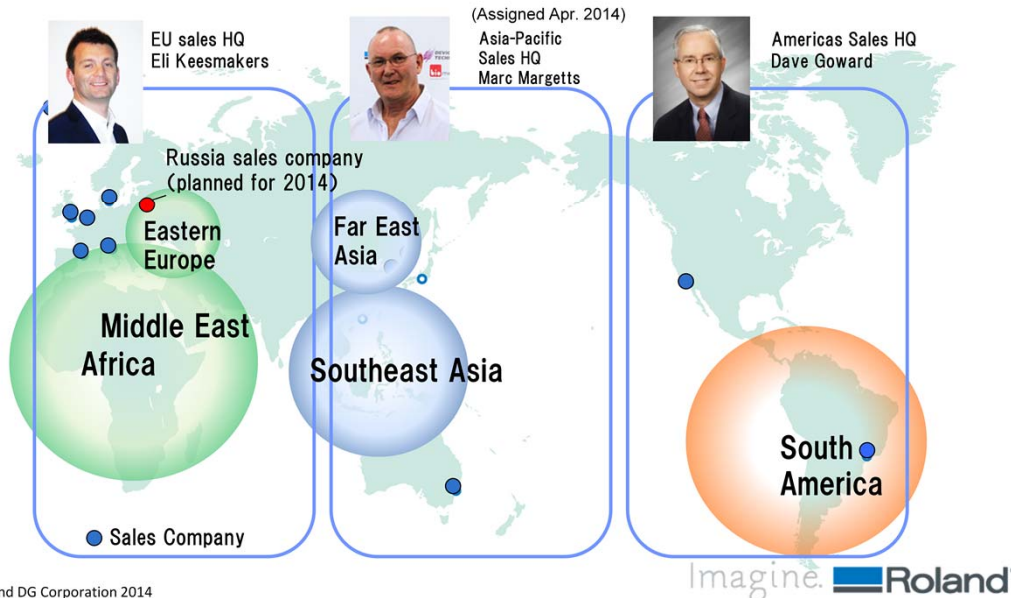 (Assigned Apr. 2014)
EU sales HQ
Eli Keesmakers
Asia-Pacific
Sales HQ
Marc Margetts
Americas Sales HQ
Dave Goward
Russia sales company
(planned for 2014)
Eastern
Europe
Far East
Asia
Middle East
Africa
Southeast Asia
South
America
Sales Company
nd DG Corporation 2014
Imagine. Roland